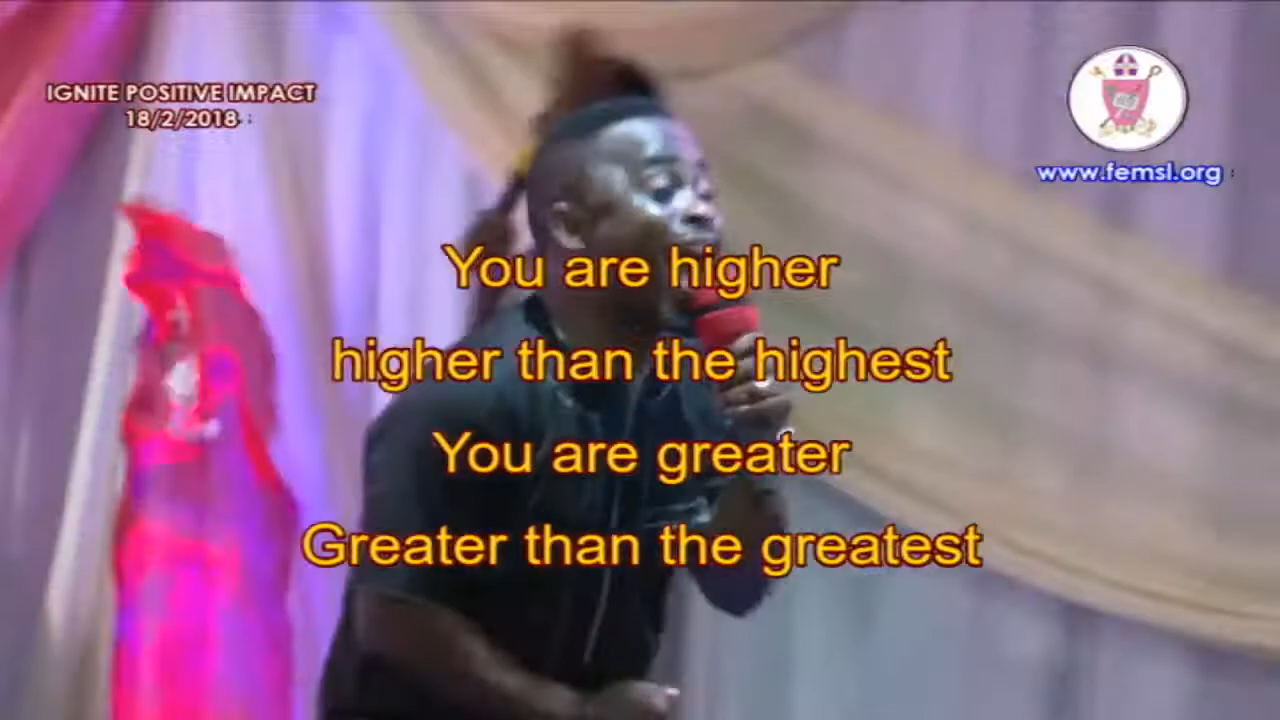 IGNITE POSITIVE IMPACT
18/2/2018
www.femsl.org
You are higher
higher than the highest
You are greater
Greater than the greatest